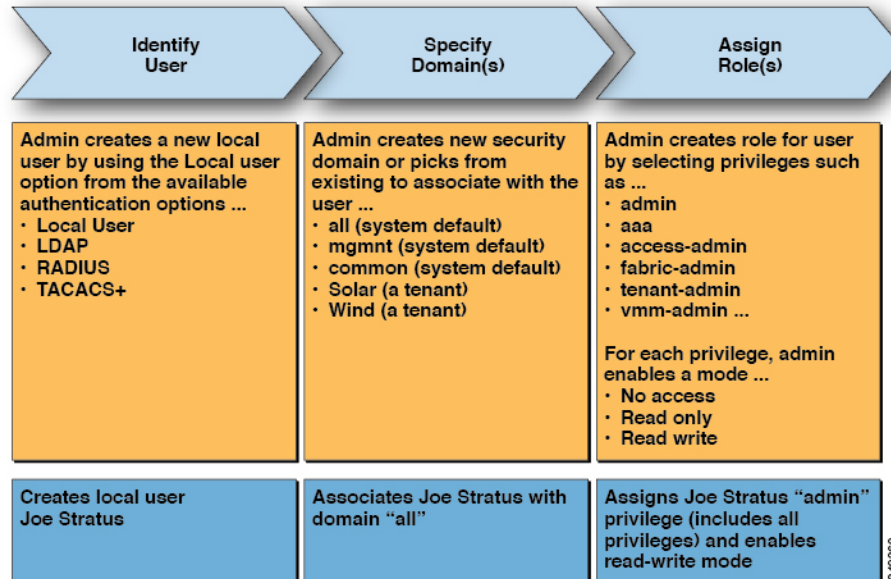 Identify
User
Specify
Domain(s)
Assign
Role(s)
Admin creates a new local
user by using the Local user
option from the available
authentication options ...
• Local User
• LDAP
• RADIUS
• TACACS+
Admin creates new security
domain or picks from
existing to associate with the
user ...
• all (system default)
• mgmnt (system default)
• common (system default)
• Solar (a tenant)
• Wind (a tenant)
Admin creates role for user
by selecting privileges such
as ...
• admin
• aaa
• access-admin
• fabric-admin
• tenant-admin
• vmm-admin ...
For each privilege, admin
enables a mode ...
• No access
• Read only
• Read write
Creates local user
Joe Stratus
Associates Joe Stratus with
domain “all”
Assigns Joe Stratus “admin”
privilege (includes all
privileges) and enables
read-write mode